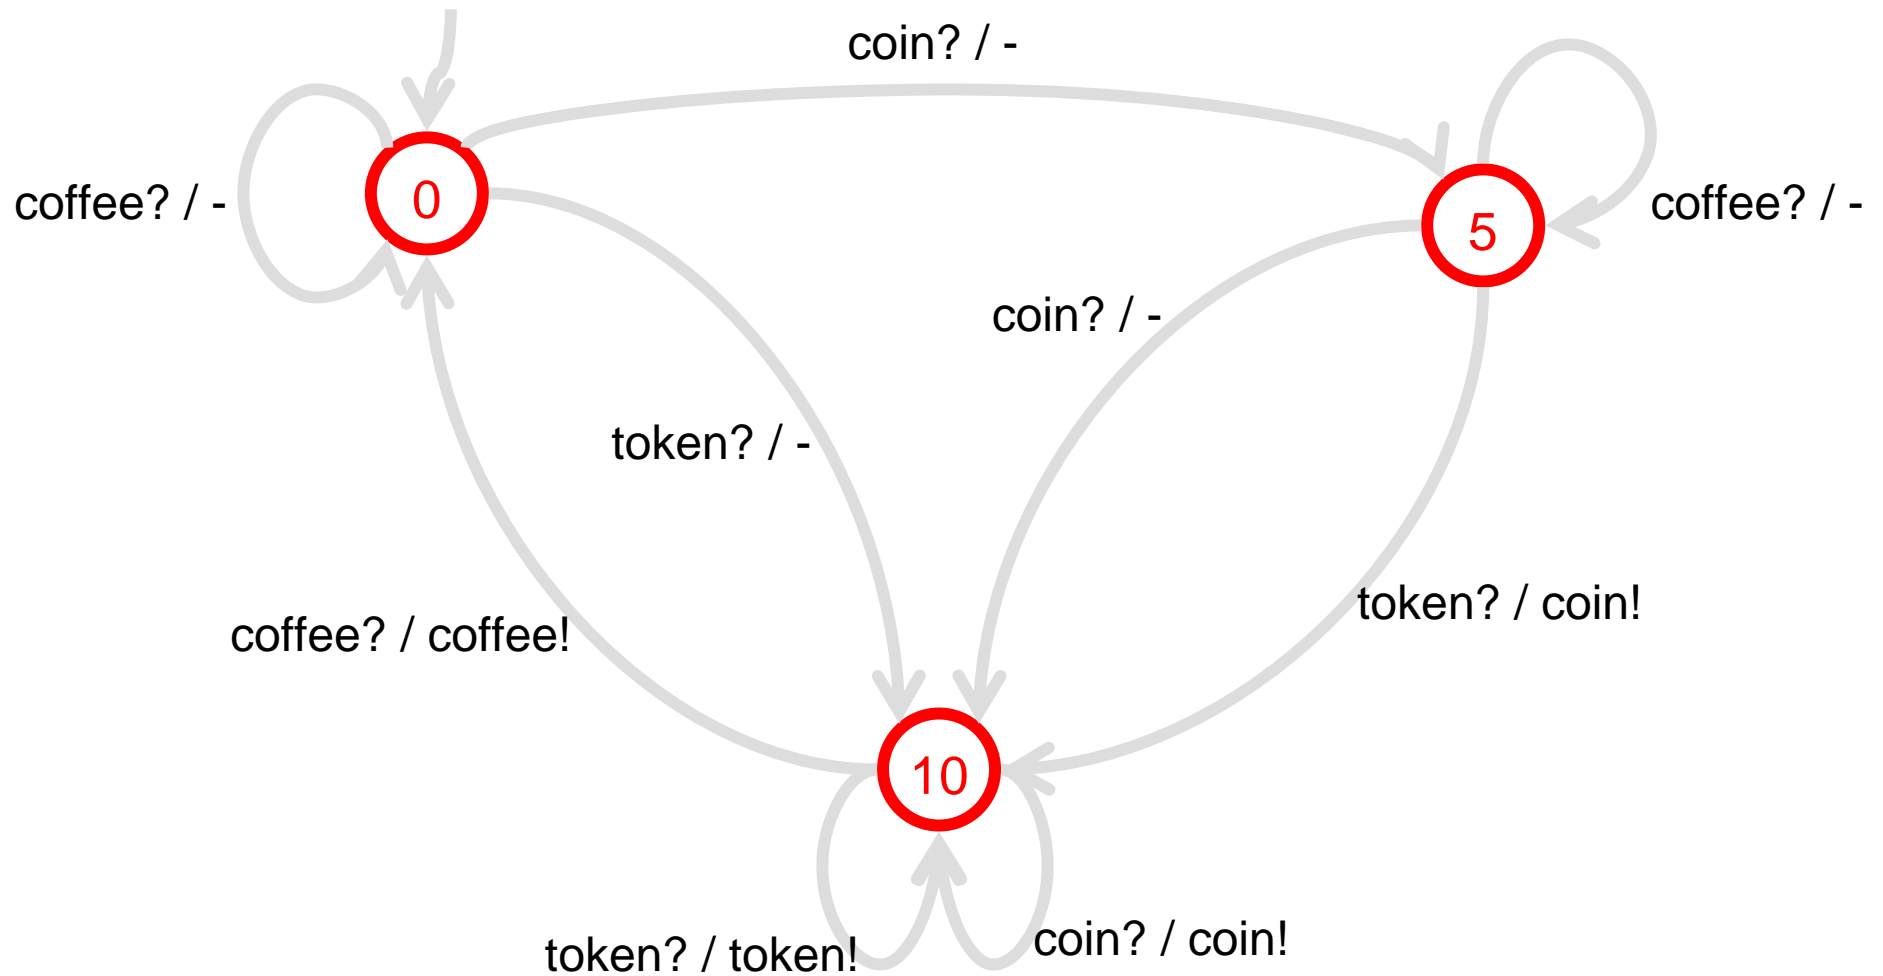 coin? / -
coffee? / -
0
5
coffee? / -
coin? / -
token? / -
token? / coin!
coffee? / coffee!
10
token? / token!
coin? / coin!